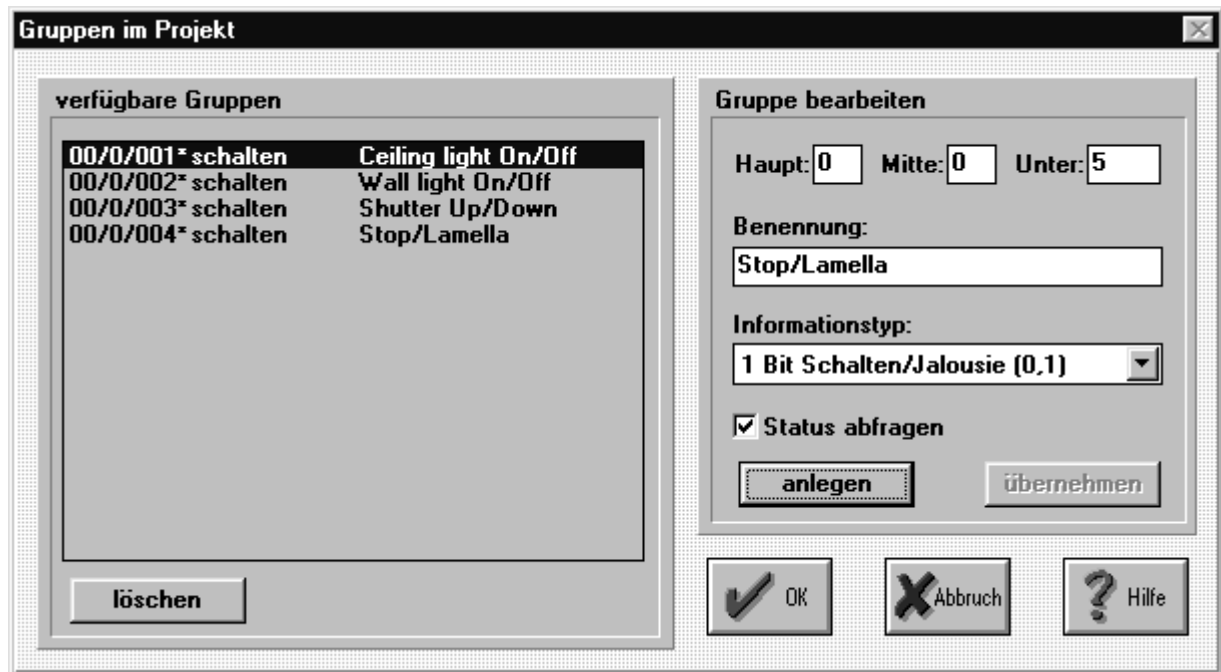 Gruppen im Projekt
verfügbare Gruppen
00/0/001* schalten Ceiling light On/Off
00/0/002* schalten Wall light On/Off
00/0/003* schalten Shutter Up/Down
00/0/004* schalten Stop/Lamella
löschen
Gruppe bearbeiten
Haupt: 0 Mitte: 0 Unter: 5
Benennung:
Stop/Lamella
Informationstyp:
1 Bit Schalten/Jalousie (0,1)
Status abfragen
anlegen übernehmen
OK Abbruch Hilfe